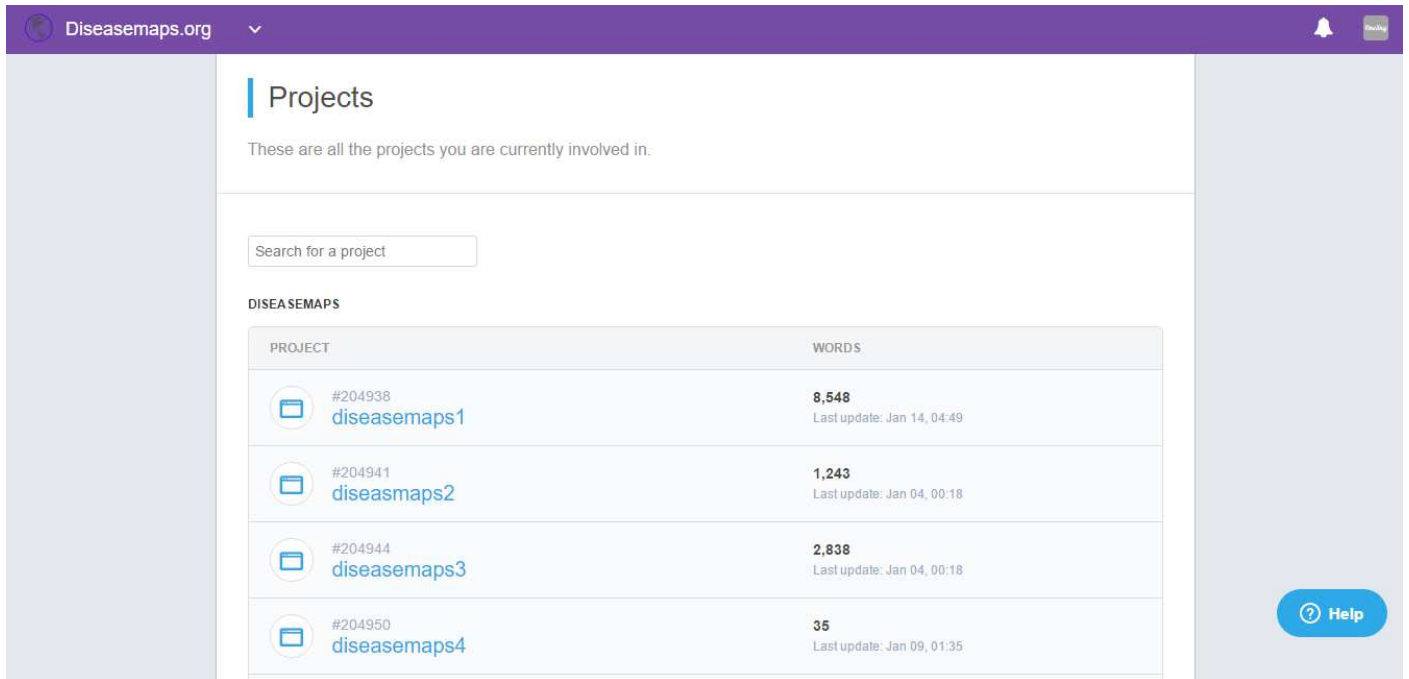 Diseasemaps.org
Projects
These are all the projects you are currently involved in.
Search for a project
DISEASEMAPS
PROJECT WORDS
#204938 8,548
diseasemaps1 Last update: Jan 14, 04:49
#204941 1,243
diseasmaps2 Last update: Jan 04, 00:18
#204944 2,838
diseasemaps3 Last update: Jan 04, 00:18
#204950 35
diseasemaps4 Last update: Jan 09, 01:35
Help